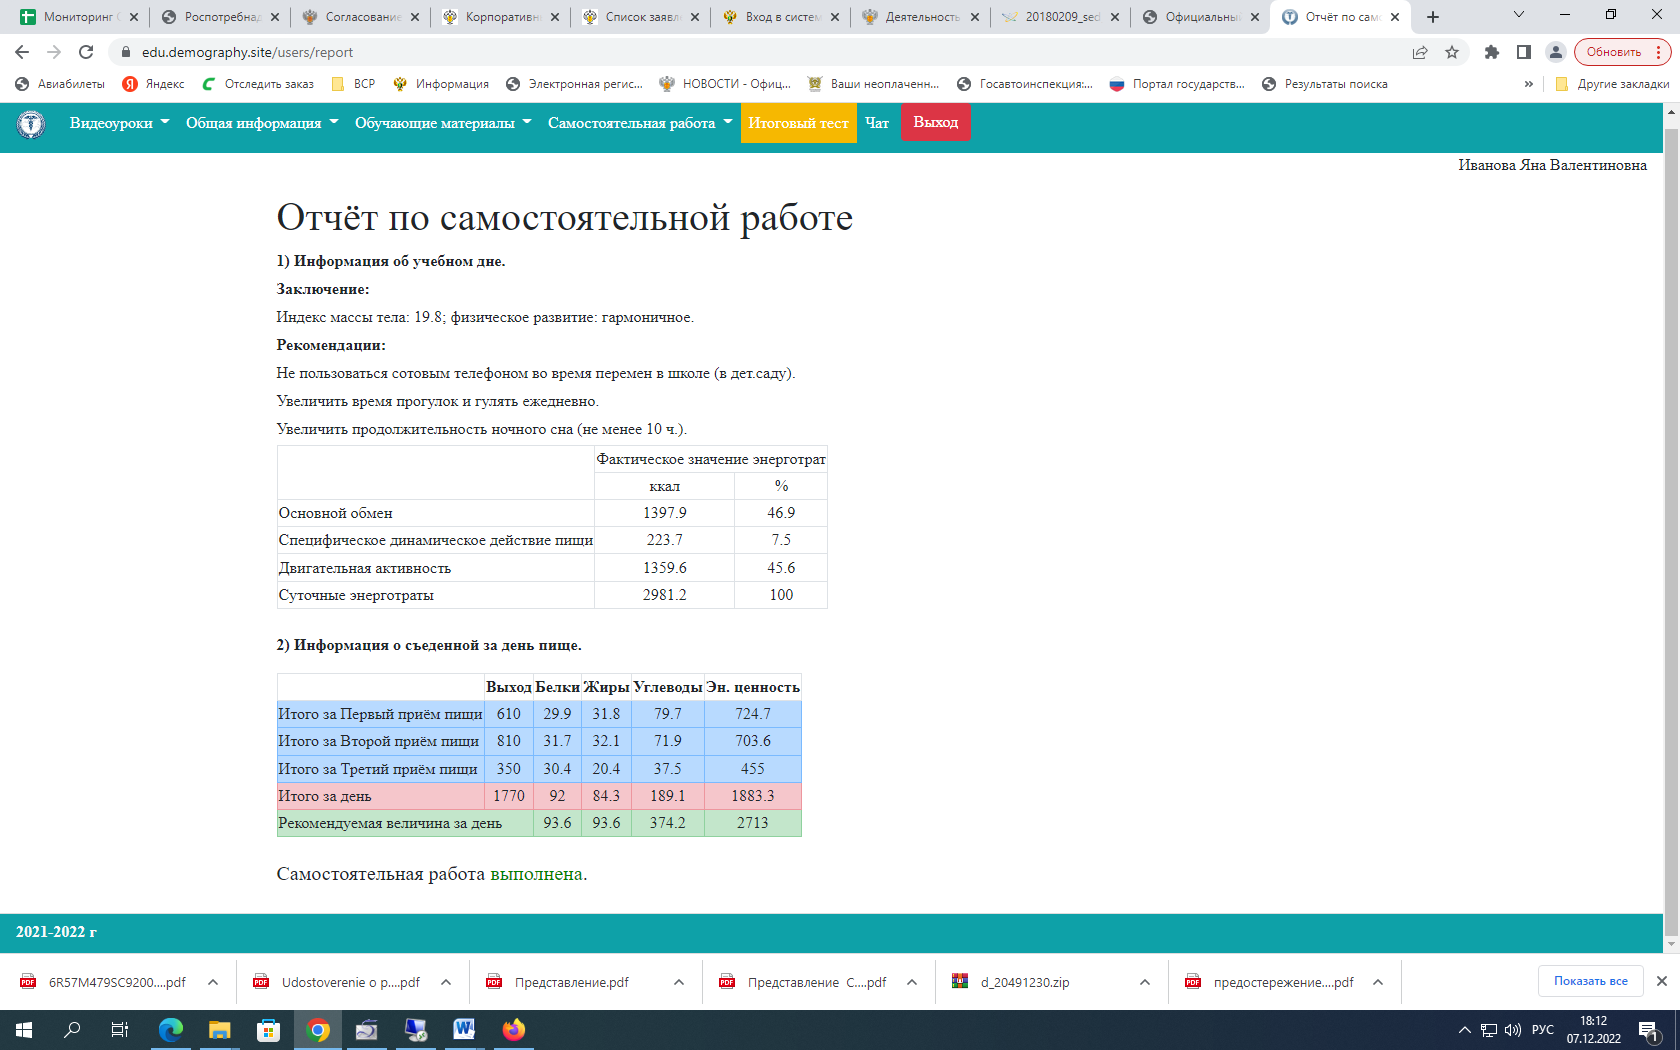 Мониторинг С
Роспотребнад
Согласование
Корпоративн
Список заявл
Вход в систем
Деятельность
20180209_sed
Официальный
Отчёт по само
edu.demography.site/users/report
Обновить
Авиабилеты
Яндекс
Отследить заказ
ВСР
Информация
Электронная регис...
НОВОСТИ - Офиц...
Ваши неоплаченн...
Госавтоинспекция:...
Портал государств...
Результаты поиска
»
Другие закладки
Видеоуроки Общая информация Обучающие материалы Самостоятельная работа Итоговый тест Чат Выход
Иванова Яна Валентиновна
Отчёт по самостоятельной работе
1) Информация об учебном дне.
Заключение:
Индекс массы тела: 19.8; физическое развитие: гармоничное.
Рекомендации:
Не пользоваться сотовым телефоном во время перемен в школе (в дет.саду).
Увеличить время прогулок и гулять ежедневно.
Увеличить продолжительность ночного сна (не менее 10 ч.).
Фактическое значение энерготрат
ккал %
Основной обмен 1397.9 46.9
Специфическое динамическое действие пищи 223.7 7.5
Двигательная активность 1359.6 45.6
Суточные энерготраты 2981.2 100
2) Информация о съеденной за день пище.
Выход Белки Жиры Углеводы Эн. ценность
Итого за Первый приём пищи 610 29.9 31.8 79.7 724.7
Итого за Второй приём пищи 810 31.7 32.1 71.9 703.6
Итого за Третий приём пищи 350 30.4 20.4 37.5 455
Итого за день 1770 92 84.3 189.1 1883.3
Рекомендуемая величина за день 93.6 93.6 374.2 2713
Самостоятельная работа выполнена.
2021-2022 г
6R57M479SC9200....pdf
Udostoverenie o p....pdf
Представление.pdf
Представление С....pdf
d_20491230.zip
предостережение....pdf
Показать все
РУС
18:12
07.12.2022
1